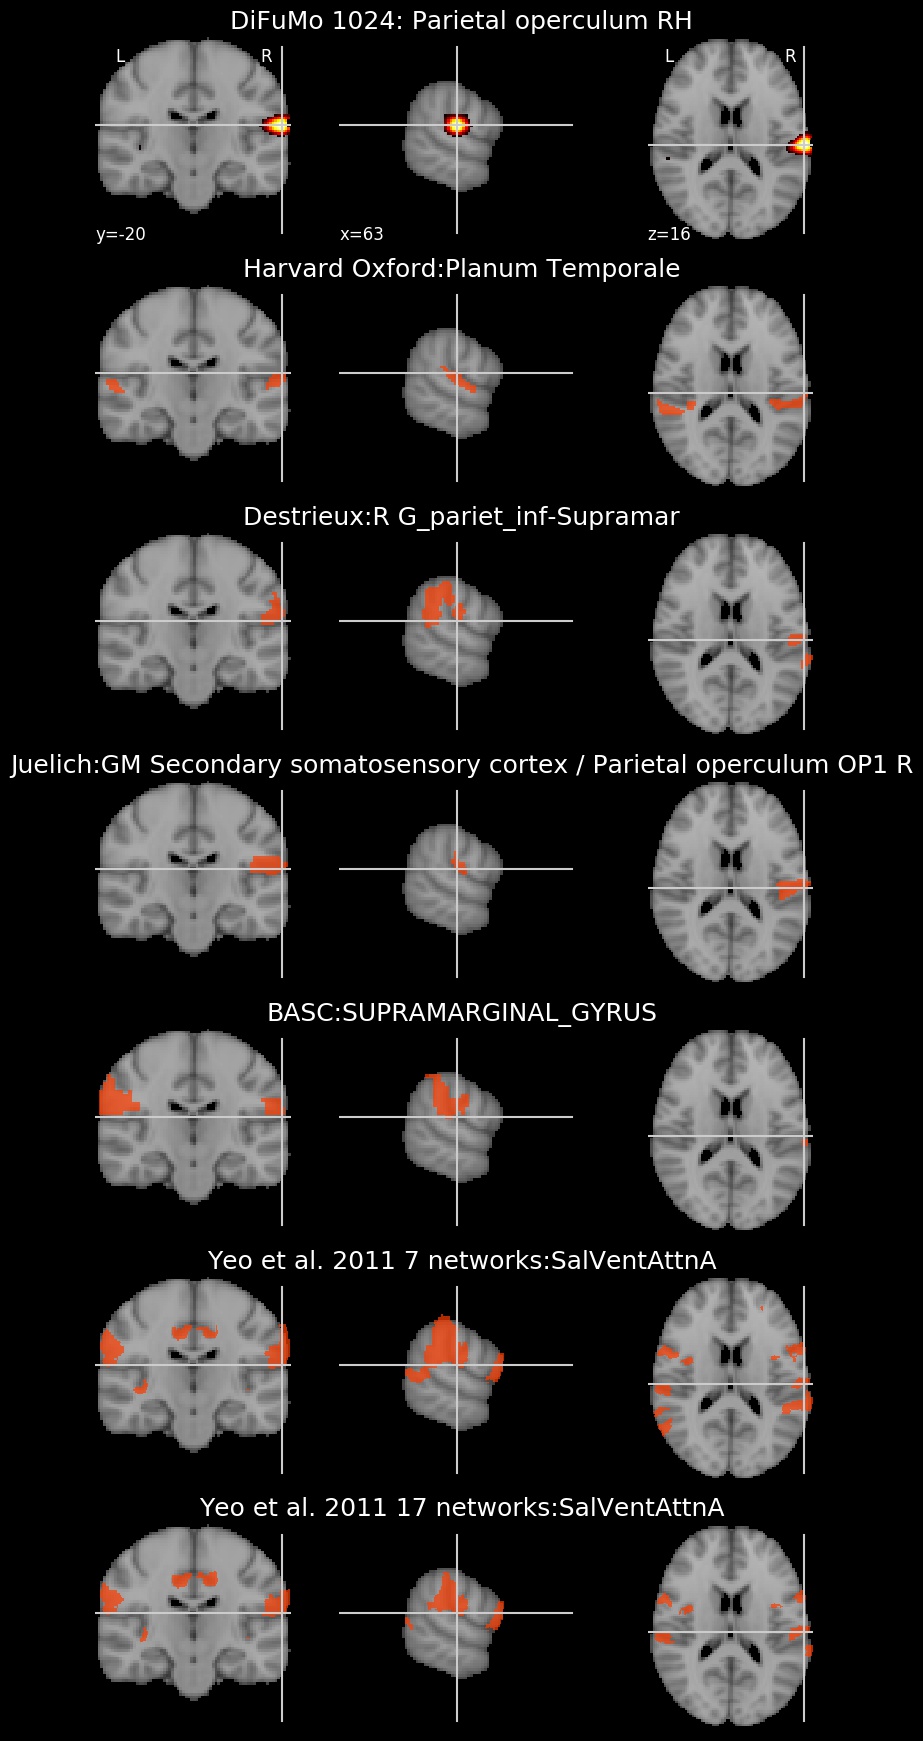 DiFuMo 1024: Parietal operculum RH
L R L R
y=-20 x=63 z=16
Harvard Oxford:Planum Temporale
Destrieux:R G_pariet_inf-Supramar
Juelich:GM Secondary somatosensory cortex / Parietal operculum OP1 R
BASC:SUPRAMARGINAL_GYRUS
Yeo et al. 2011 7 networks:SalVentAttnA
Yeo et al. 2011 17 networks:SalVentAttnA